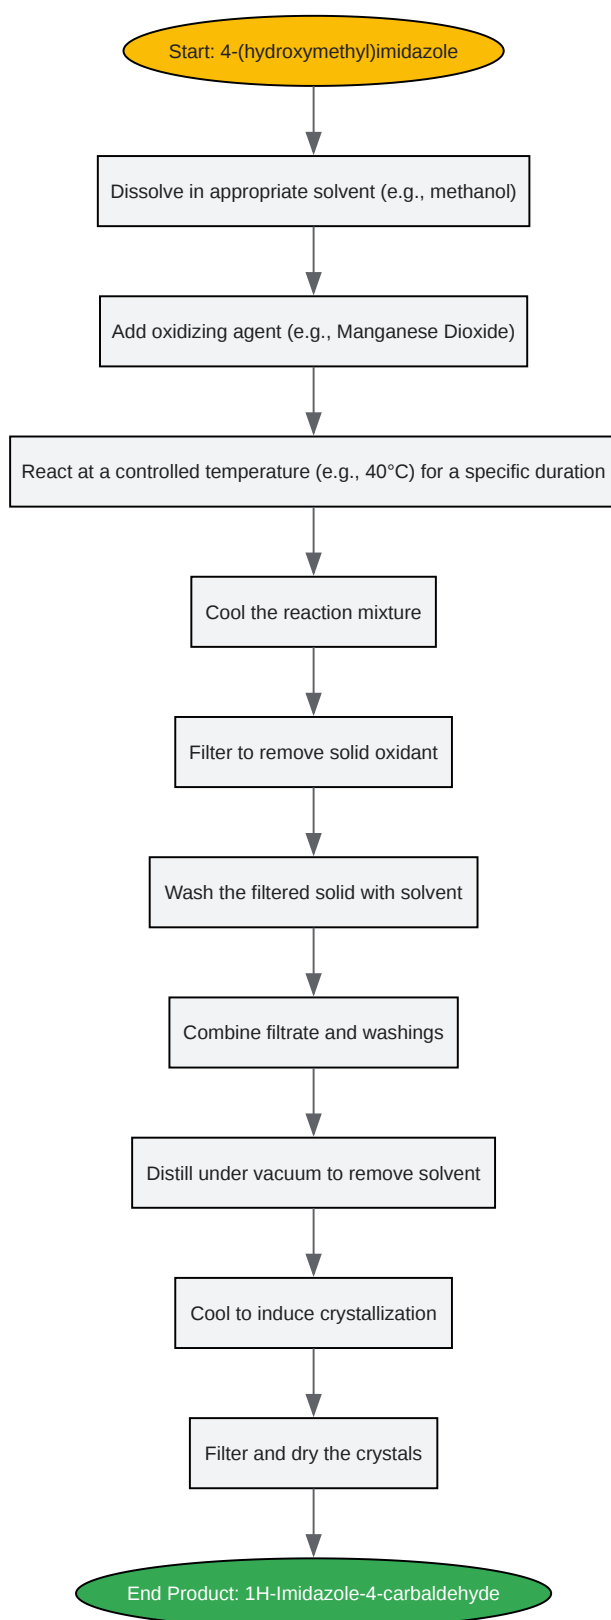 Start: 4-(hydroxymethyl)imidazole
Dissolve in appropriate solvent (e.g., methanol)
Add oxidizing agent (e.g., Manganese Dioxide)
React at a controlled temperature (e.g., 40°C) for a specific duration
Cool the reaction mixture
Filter to remove solid oxidant
Wash the filtered solid with solvent
Combine filtrate and washings
Distill under vacuum to remove solvent
Cool to induce crystallization
Filter and dry the crystals
End Product: 1H-Imidazole-4-carbaldehyde